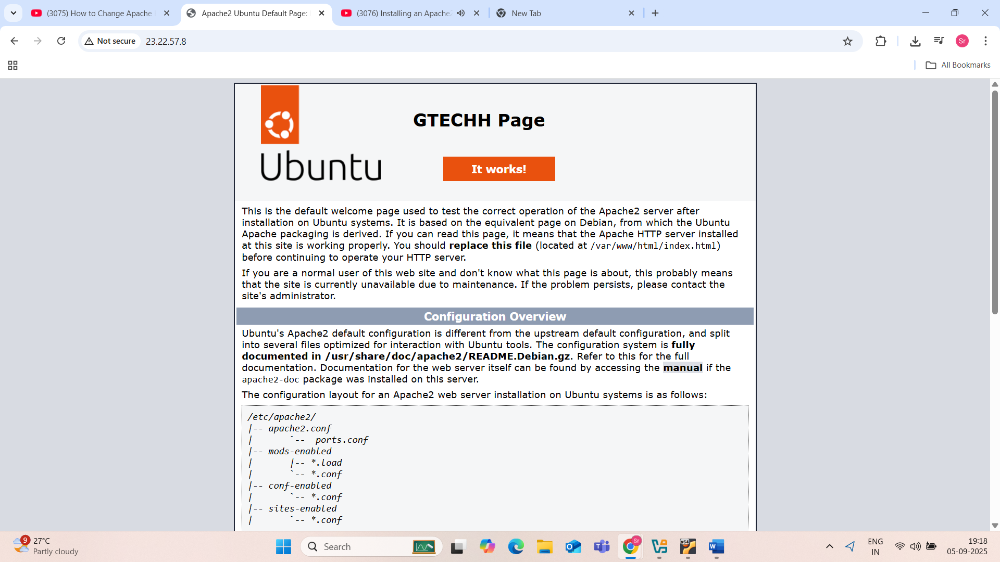 (3075) How to Change Apache
Apache2 Ubuntu Default Page:
(3076) Installing an Apache2
New Tab
Not secure
23.22.57.8
Sr
All Bookmarks
Ubuntu
GTECHH Page
It works!
This is the default welcome page used to test the correct operation of the Apache2 server after
installation on Ubuntu systems. It is based on the equivalent page on Debian, from which the Ubuntu
Apache packaging is derived. If you can read this page, it means that the Apache HTTP server installed
at this site is working properly. You should replace this file (located at /var/www/html/index.html)
before continuing to operate your HTTP server.
If you are a normal user of this web site and don't know what this page is about, this probably means
that the site is currently unavailable due to maintenance. If the problem persists, please contact the
site's administrator.
Configuration Overview
Ubuntu's Apache2 default configuration is different from the upstream default configuration, and split
into several files optimized for interaction with Ubuntu tools. The configuration system is fully
documented in /usr/share/doc/apache2/README.Debian.gz. Refer to this for the full
documentation. Documentation for the web server itself can be found by accessing the manual if the
apache2-doc package was installed on this server.
The configuration layout for an Apache2 web server installation on Ubuntu systems is as follows:
/etc/apache2/
|-- apache2.conf
|       `--  ports.conf
|-- mods-enabled
|       |-- *.load
|       `-- *.conf
|-- conf-enabled
|       `-- *.conf
|-- sites-enabled
|       `-- *.conf
9
27°C
Partly cloudy
Search
Sr
x64
W
ENG
IN
19:18
05-09-2025